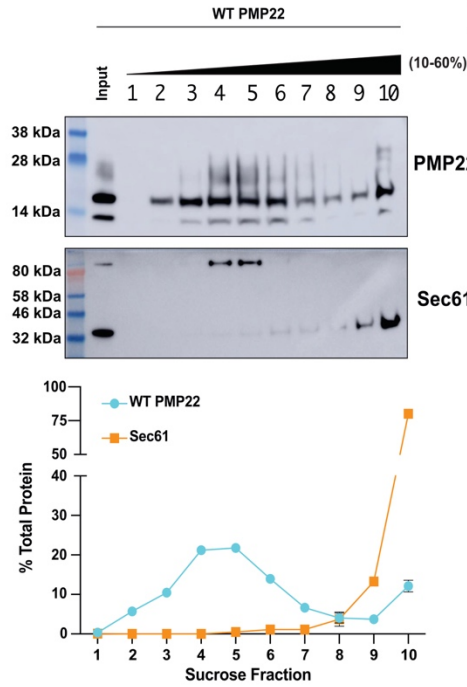 WT PMP22
(10-60%)
Input 1 2 3 4 5 6 7 8 9 10
38 kDa
28 kDa
PMP22
14 kDa
80 kDa
58 kDa
Sec61
46 kDa
32 kDa
100
WT PMP22
75
Sec61
50
40
% Total Protein
30
20
10
0
1 2 3 4 5 6 7 8 9 10
Sucrose Fraction